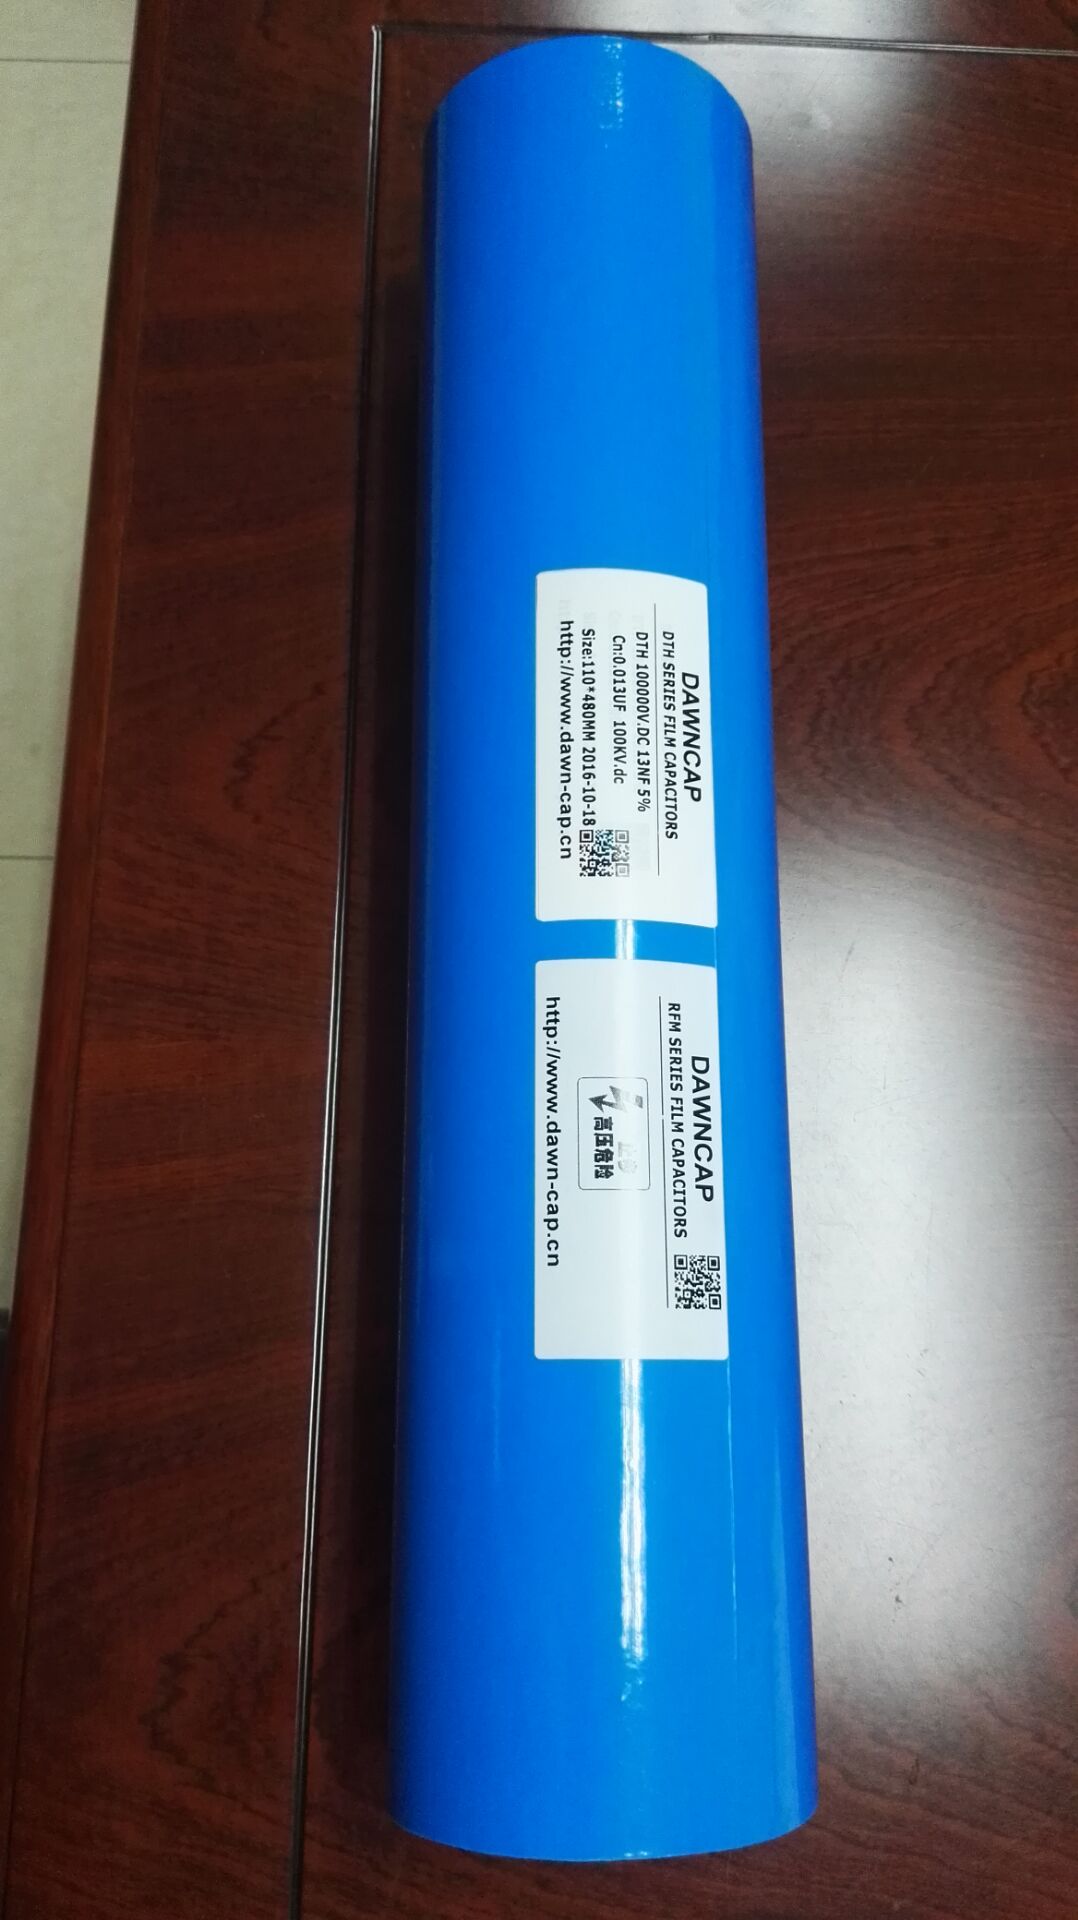 DAWNCAP
DTH SERIES FILM CAPACITORS
DTH 100000V.DC 13NF 5%
Cn:0.013UF 100KV.dc
Size:110*480MM 2016-10-18
http://www.dawn-cap.cn
DAWNCAP
RFM SERIES FILM CAPACITORS
止步
高压危险
http://www.dawn-cap.cn